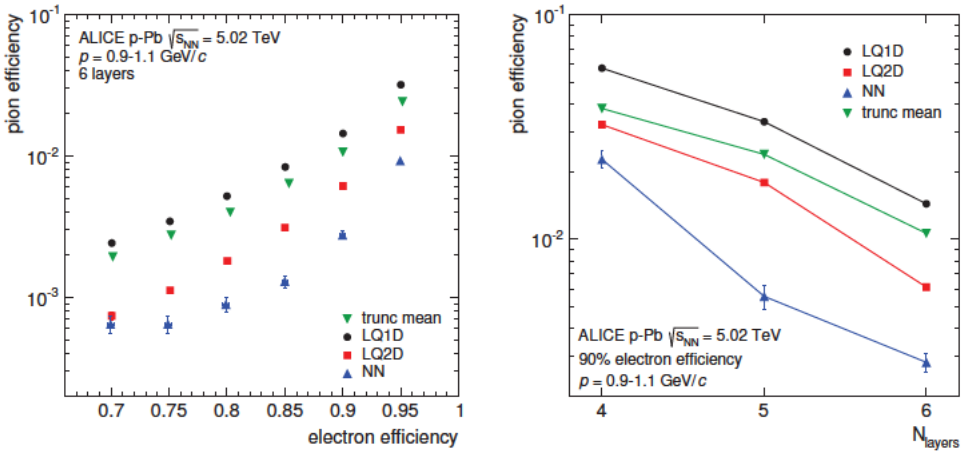 pion efficiency
10⁻¹
10⁻²
10⁻³
ALICE p-Pb √s_NN = 5.02 TeV
p = 0.9-1.1 GeV/c
6 layers
trunc mean
LQ1D
LQ2D
NN
0.7 0.75 0.8 0.85 0.9 0.95 1
electron efficiency
pion efficiency
10⁻¹
10⁻²
LQ1D
LQ2D
NN
trunc mean
ALICE p-Pb √s_NN = 5.02 TeV
90% electron efficiency
p = 0.9-1.1 GeV/c
4 5 6
N_layers